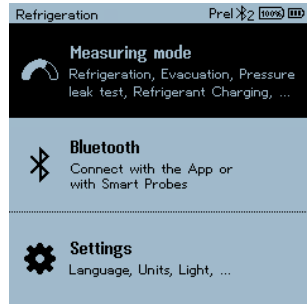 Refrigeration Prel 2 100%
Measuring mode
Refrigeration, Evacuation, Pressure
leak test, Refrigerant Charging, ...
Bluetooth
Connect with the App or
with Smart Probes
Settings
Language, Units, Light, ...